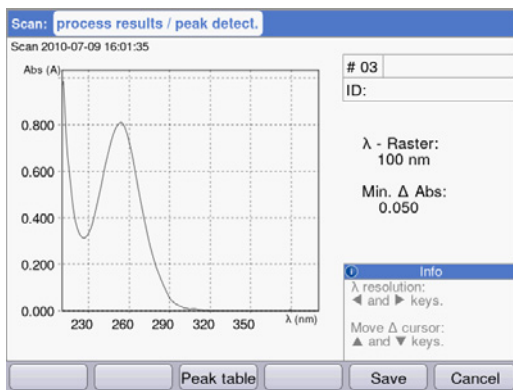 Scan: process results / peak detect.
Scan 2010-07-09 16:01:35
Abs (A)
0.800
0.600
0.400
0.200
0.000
230 260 290 320 350 λ (nm)
# 03
ID:
λ - Raster:
100 nm
Min. Δ Abs:
0.050
i Info
λ resolution:
◀ and ▶ keys.
Move Δ cursor:
▲ and ▼ keys.
Peak table Save Cancel